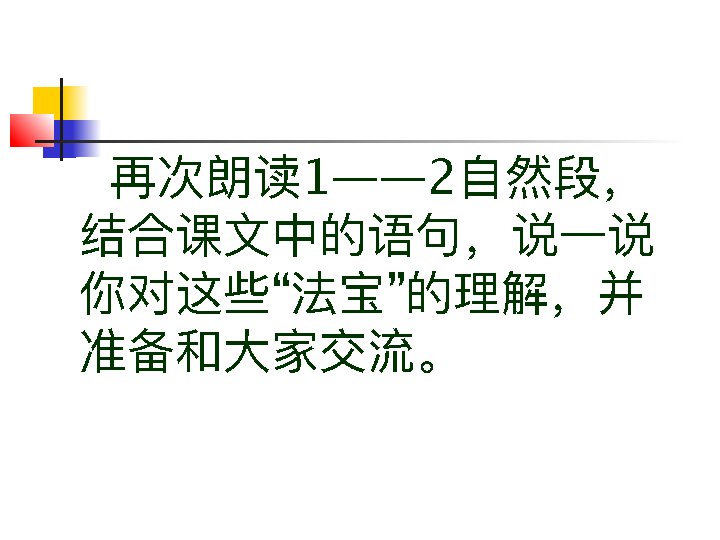 再次朗读1——2自然段，
结合课文中的语句，说一说
你对这些“法宝”的理解，并
准备和大家交流。